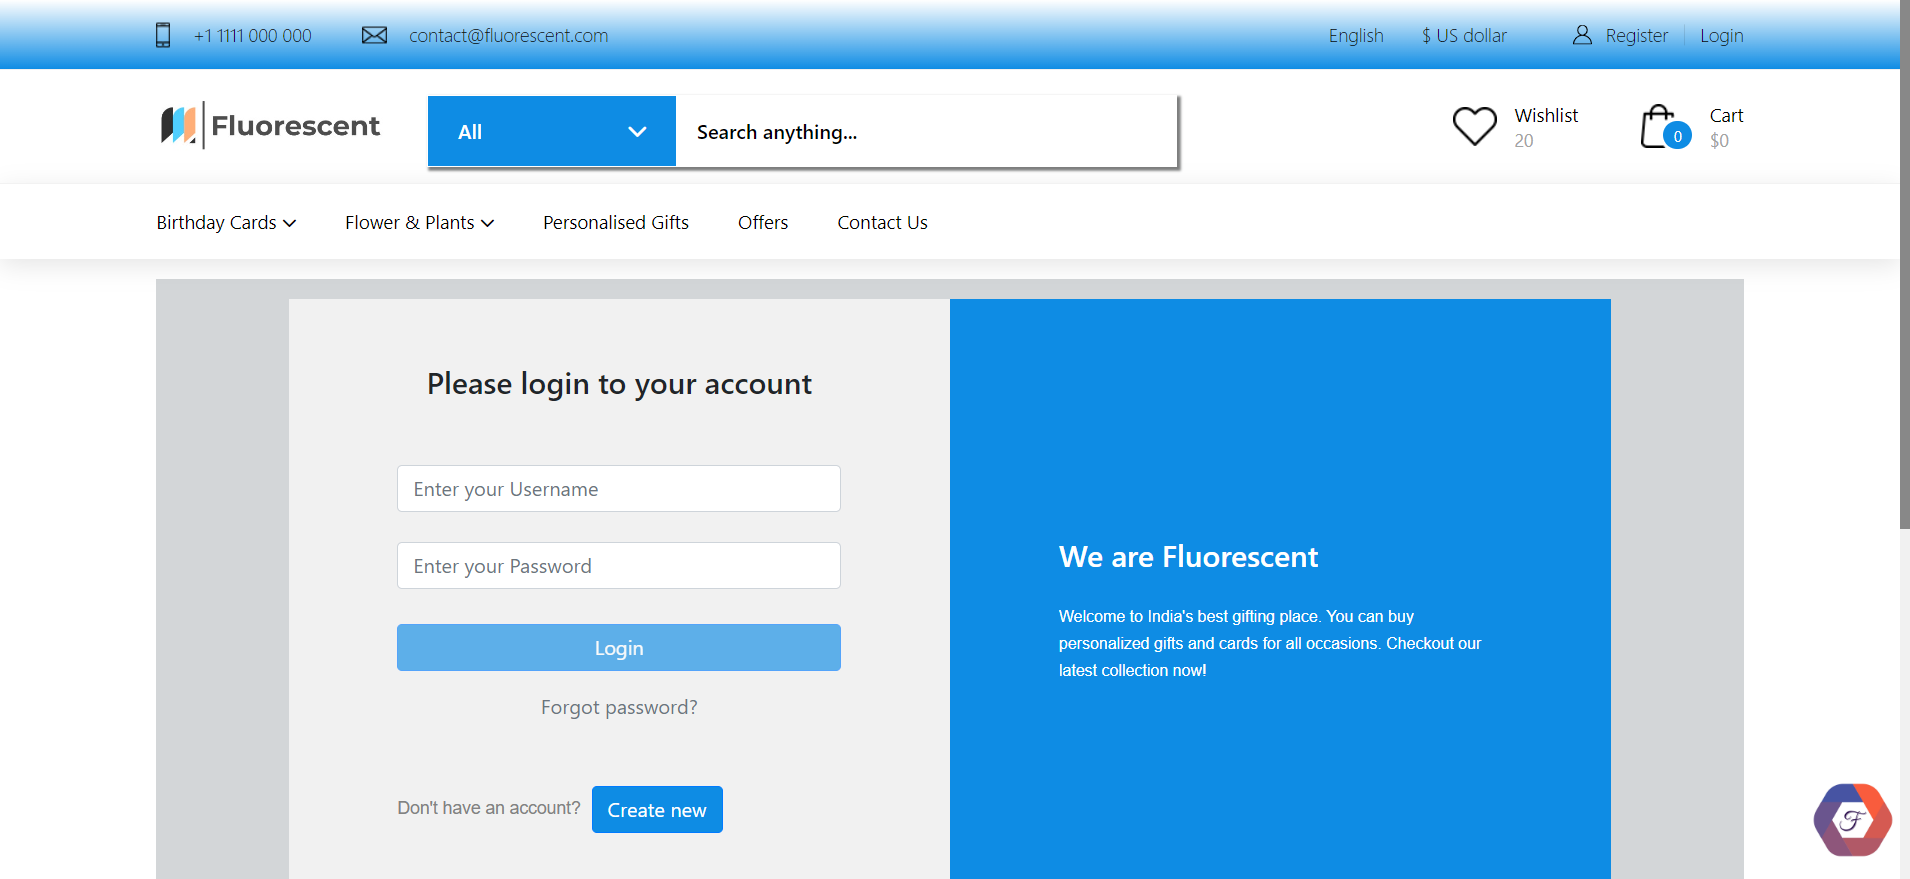 +1 1111 000 000
contact@fluorescent.com
English
$ US dollar
Register
Login
Fluorescent
All
Search anything...
Wishlist
20
0
Cart
$0
Birthday Cards
Flower & Plants
Personalised Gifts
Offers
Contact Us
Please login to your account
Enter your Username
Enter your Password
Login
Forgot password?
Don't have an account?
Create new
We are Fluorescent
Welcome to India's best gifting place. You can buy
personalized gifts and cards for all occasions. Checkout our
latest collection now!
F